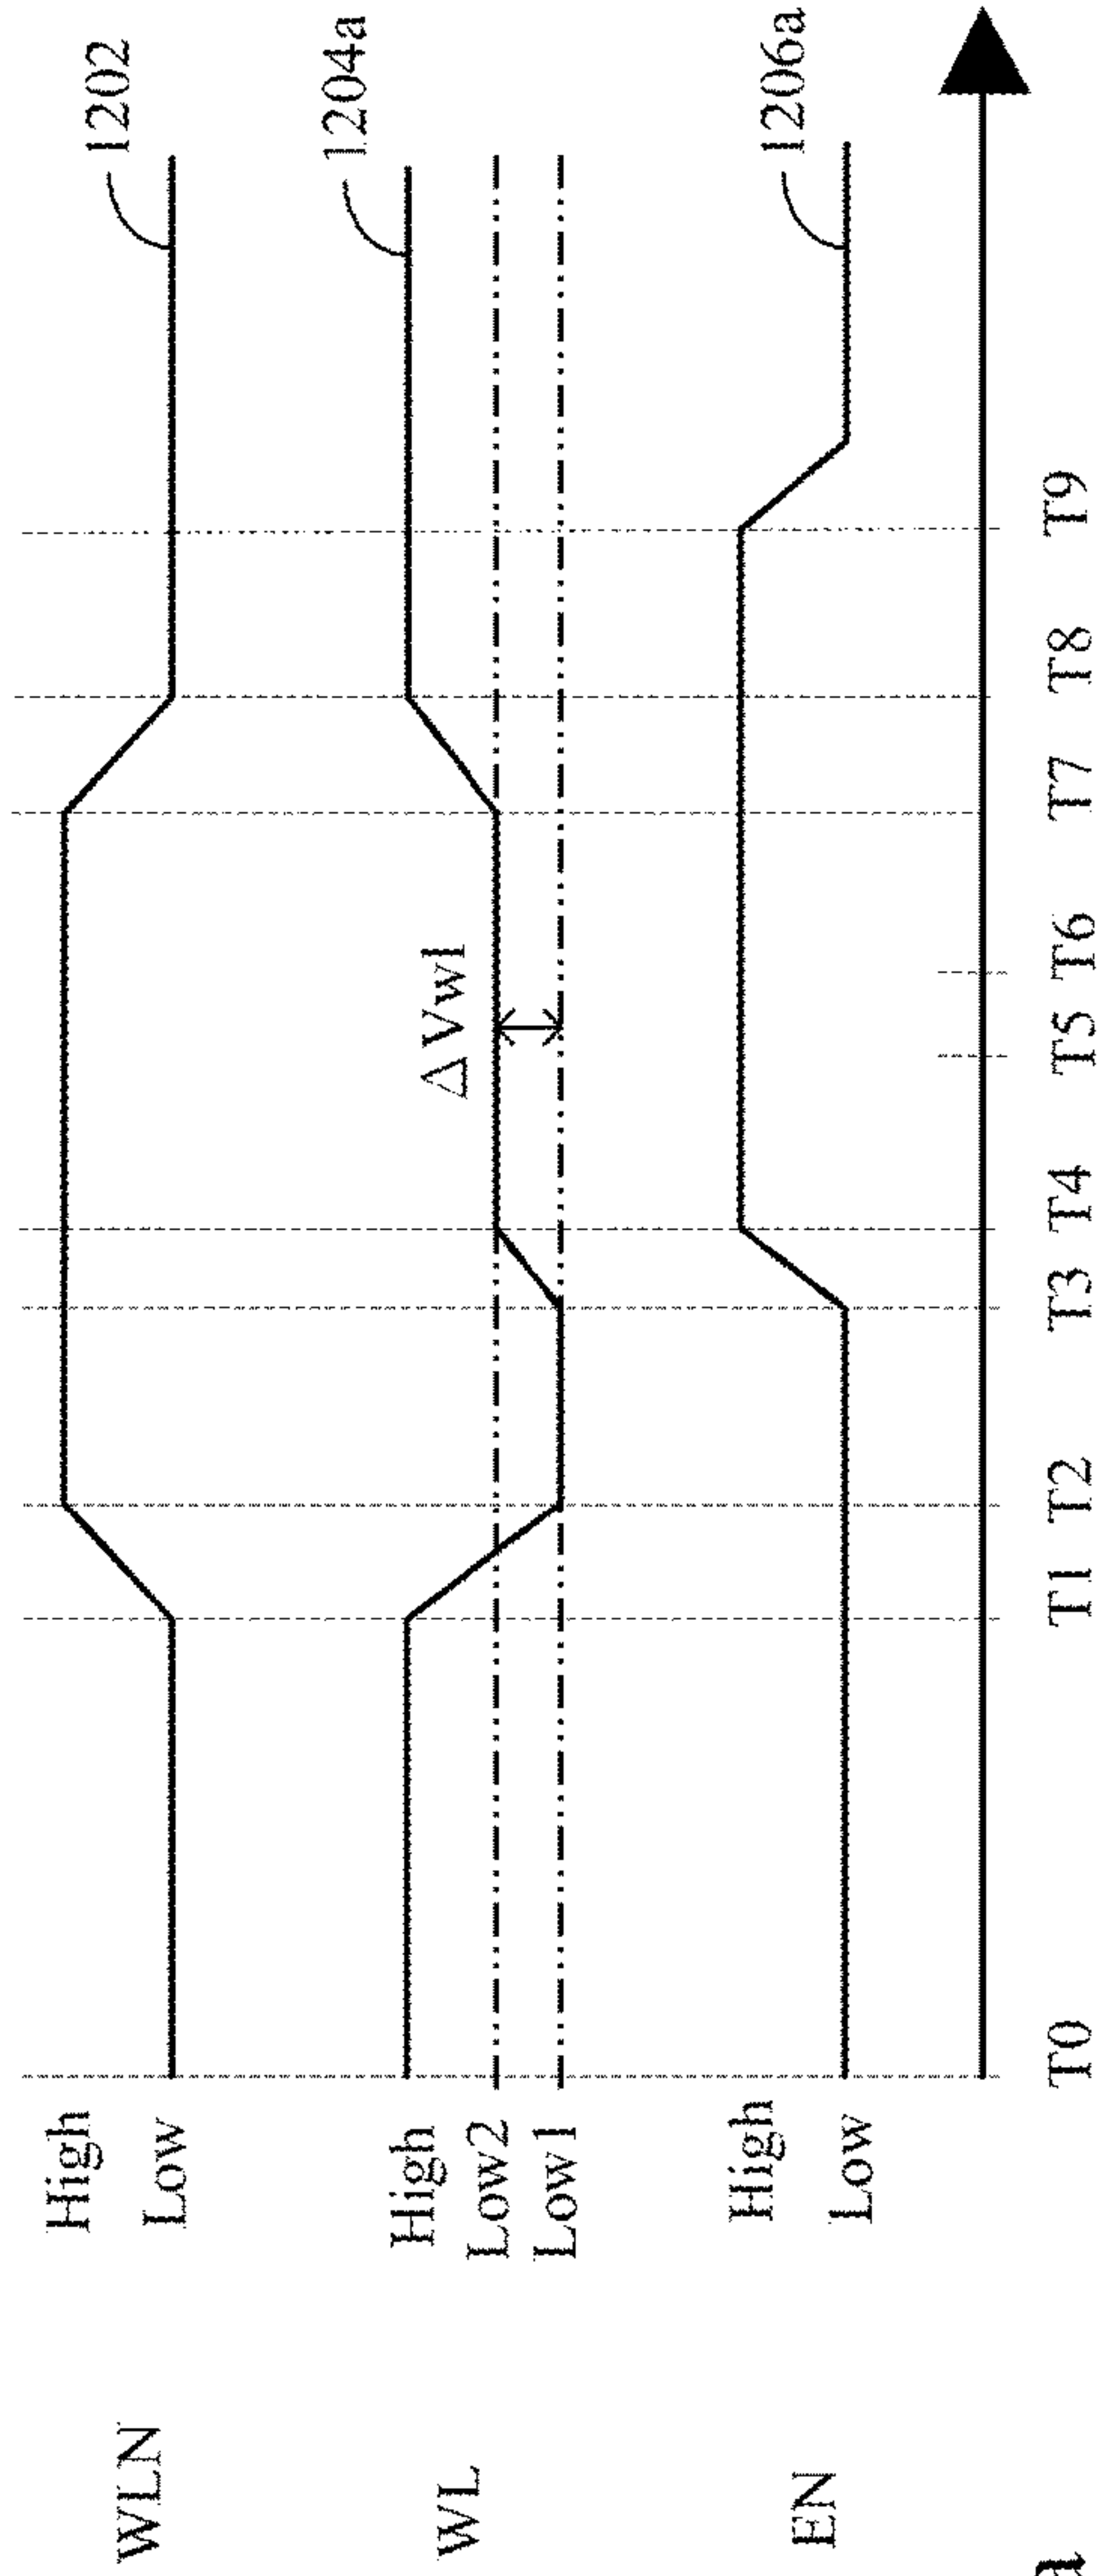 WLN
High
Low
1202
WL
High
Low2
Low1
ΔVwl
1204a
EN
High
Low
1206a
T0 T1 T2 T3 T4 T5 T6 T7 T8 T9
a